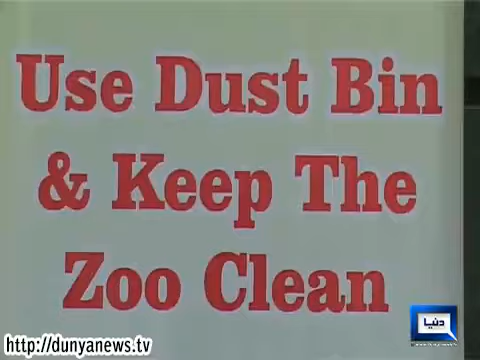 Use Dust Bin
& Keep The
Zoo Clean
دنیا
http://dunyanews.tv